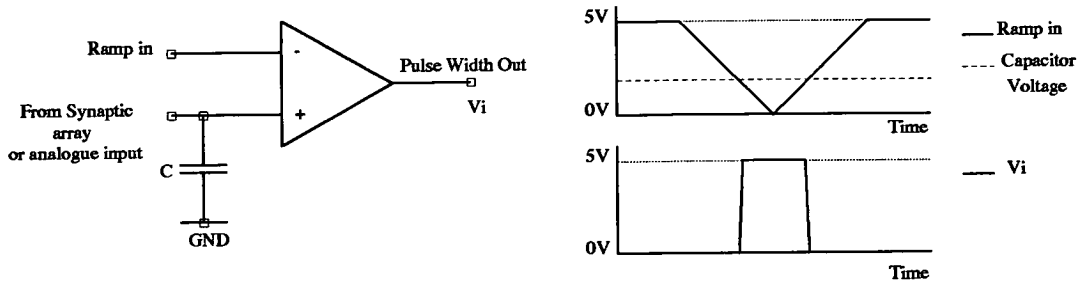 Ramp in
-
Pulse Width Out
Vi
From Synaptic
array
or analogue input
+
C
GND
5V
0V
Time
Ramp in
Capacitor
Voltage
5V
0V
Time
Vi